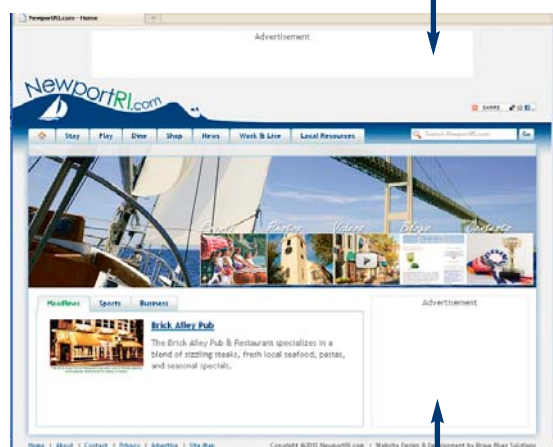 NewportRI.com - Home
Advertisement
NewportRI.com
SHARE
Stay Play Dine Shop News Work & Live Local Resources
Search NewportRI.com Go
Events Photos Videos Blogs Contests
Headlines Sports Business
Advertisement
Brick Alley Pub
The Brick Alley Pub & Restaurant specializes in a
blend of sizzling steaks, fresh local seafood, pastas,
and seasonal specials.
Home | About | Contact | Privacy | Advertise | Site Map
Copyright ©2010 NewportRI.com | Website Design & Development by Brave River Solutions